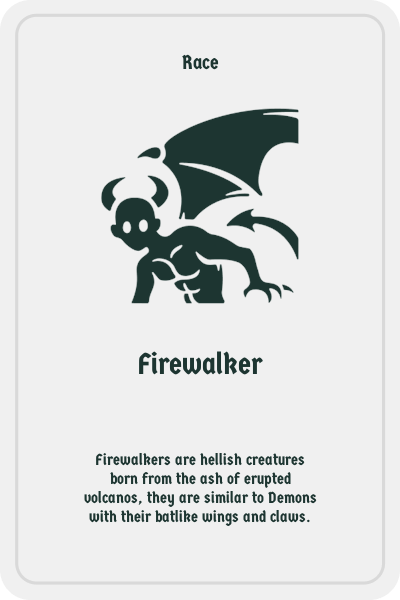 Race
Firewalker
Firewalkers are hellish creatures
born from the ash of erupted
volcanos, they are similar to Demons
with their batlike wings and claws.